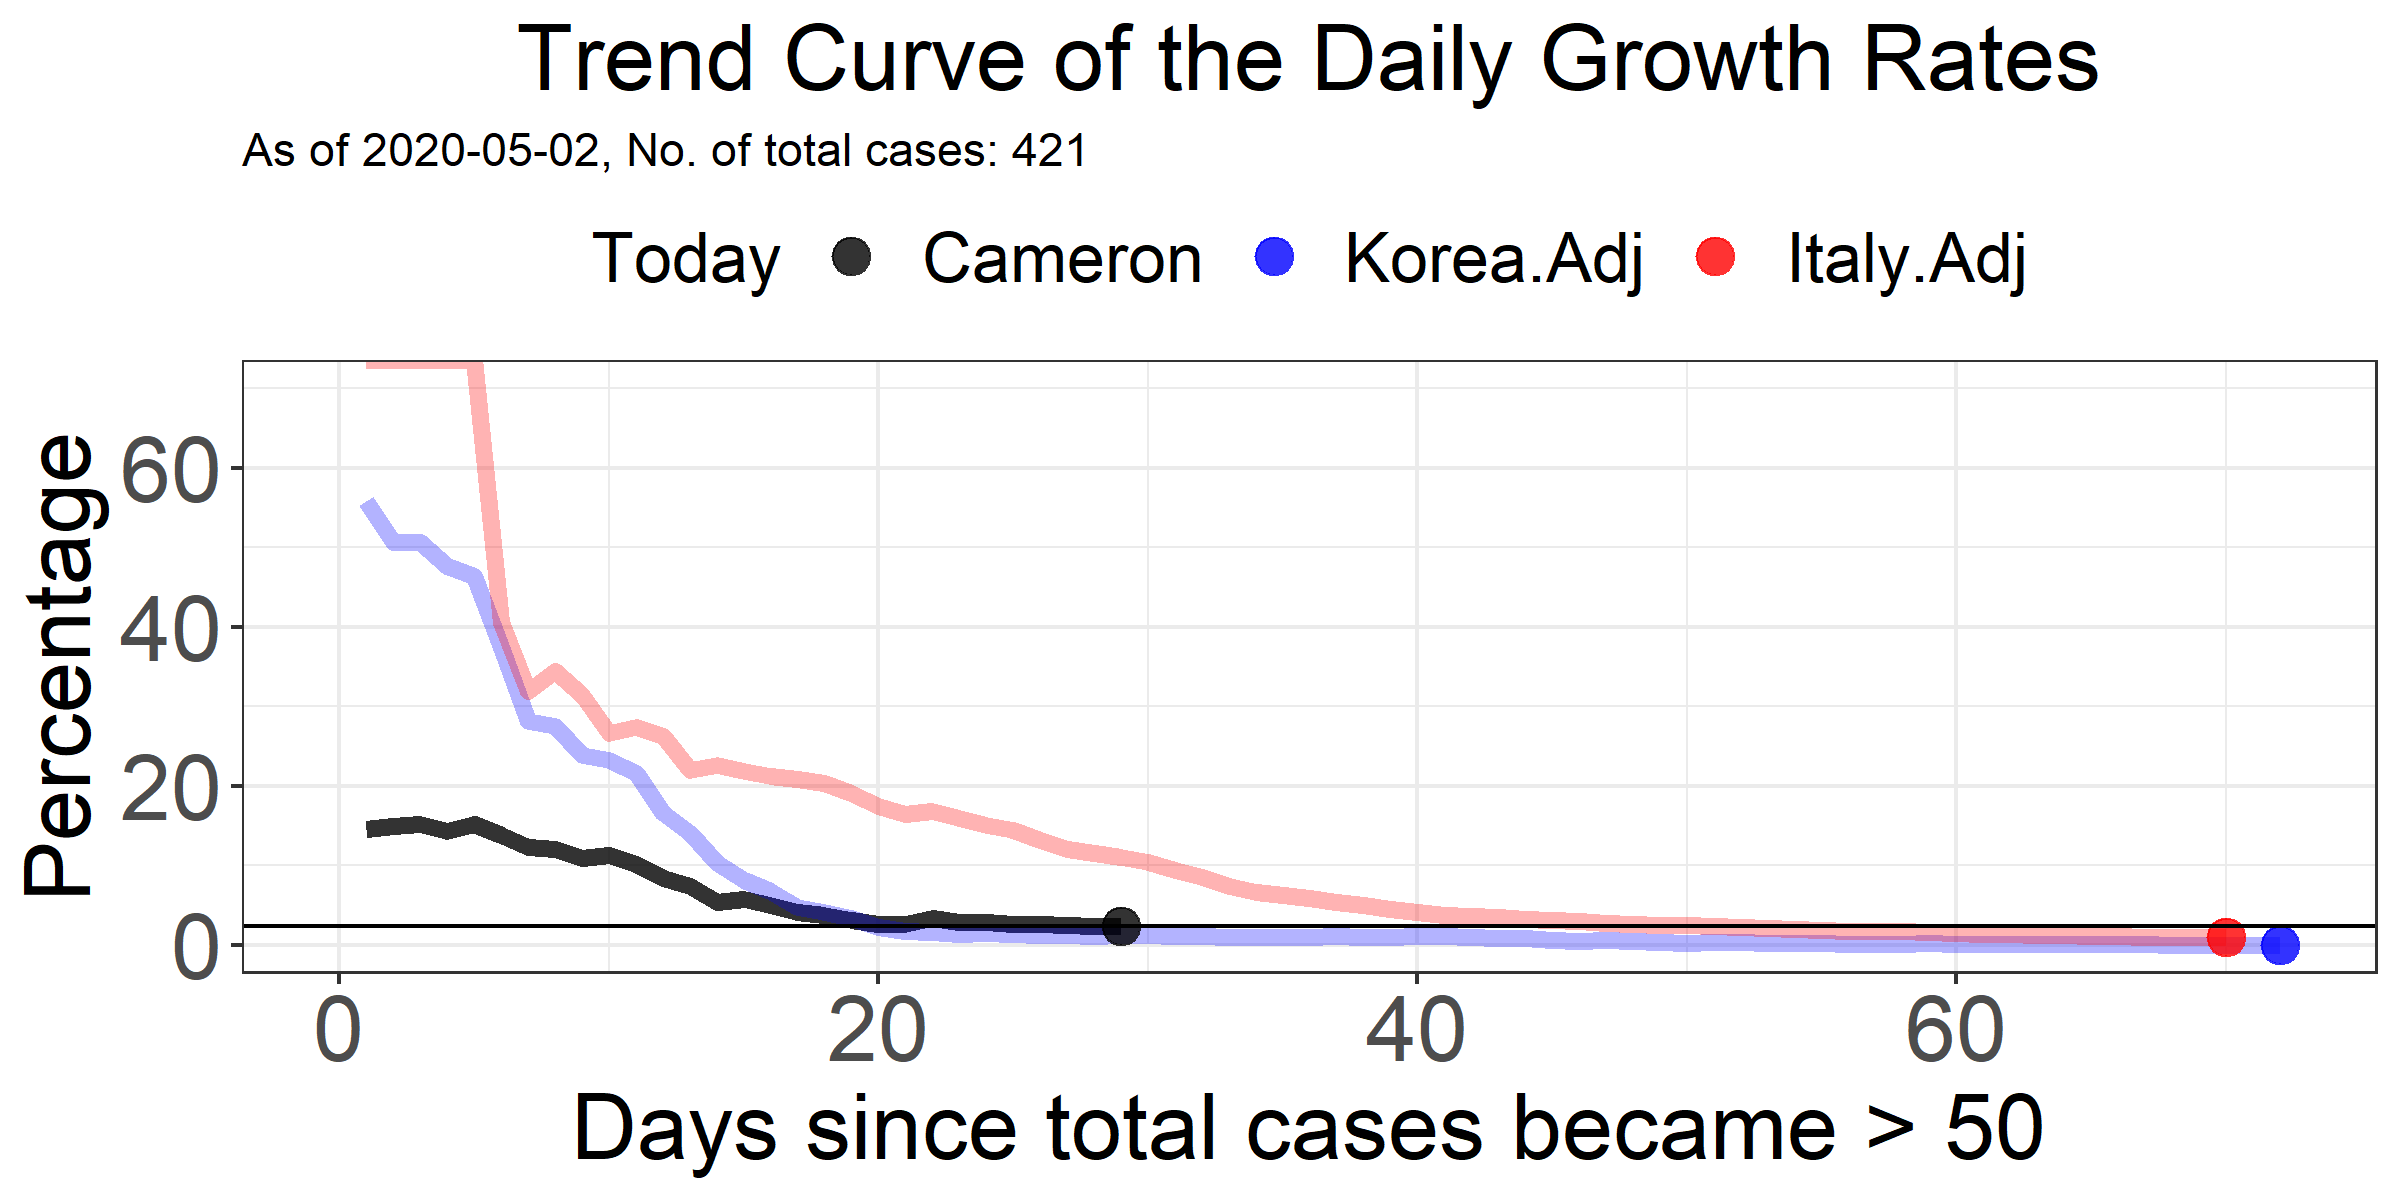 Trend Curve of the Daily Growth Rates
As of 2020-05-02, No. of total cases: 421
Today Cameron Korea.Adj Italy.Adj
Percentage
60
40
20
0
0 20 40 60
Days since total cases became > 50